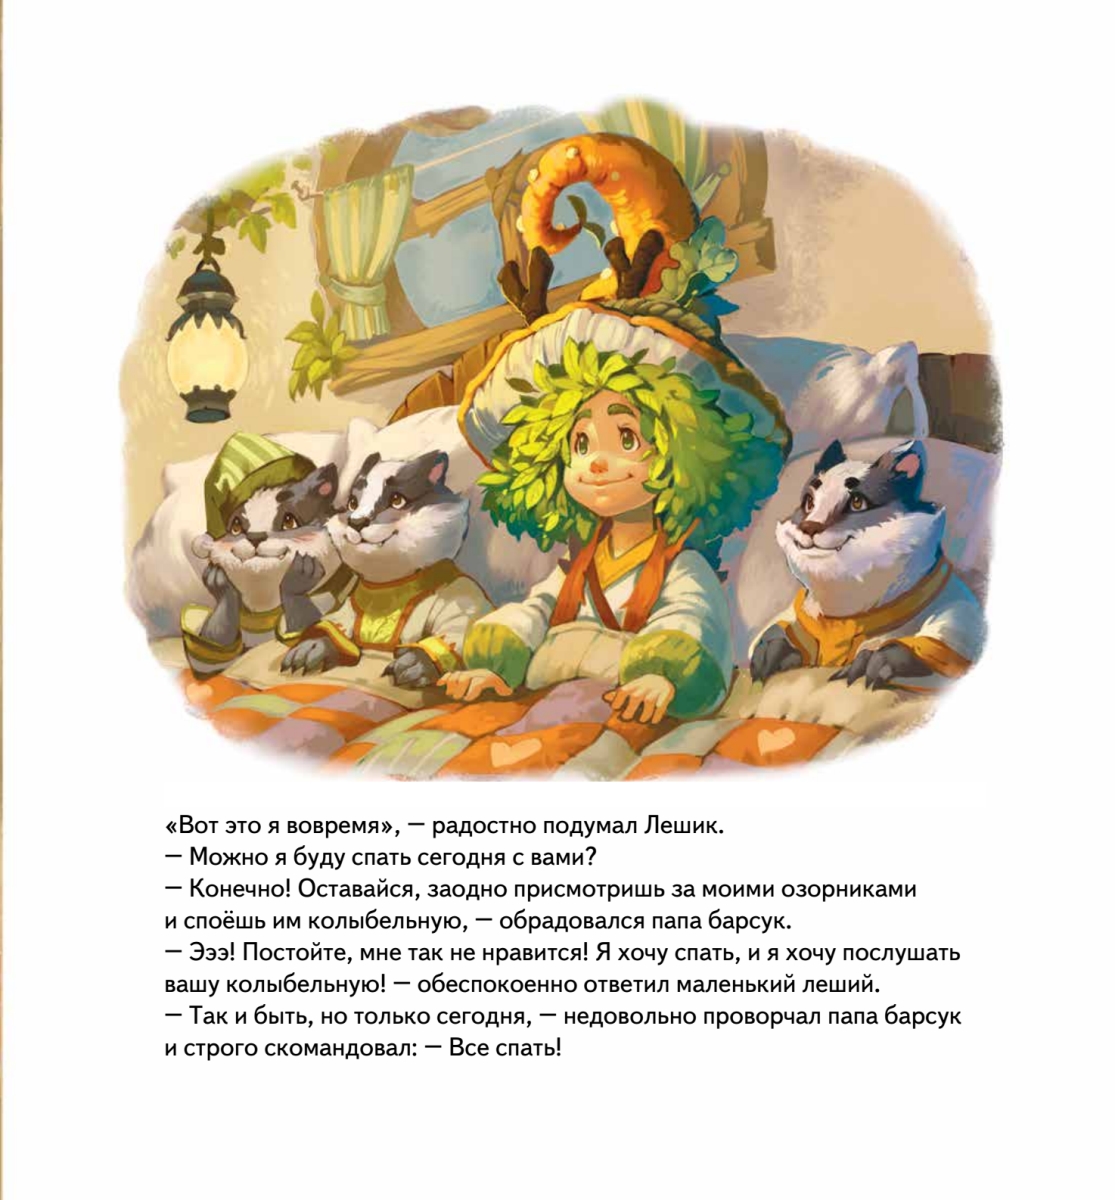 «Вот это я вовремя», — радостно подумал Лешик.
— Можно я буду спать сегодня с вами?
— Конечно! Оставайся, заодно присмотришь за моими озорниками
и споёшь им колыбельную, — обрадовался папа барсук.
— Эээ! Постойте, мне так не нравится! Я хочу спать, и я хочу послушать
вашу колыбельную! — обеспокоенно ответил маленький леший.
— Так и быть, но только сегодня, — недовольно проворчал папа барсук
и строго скомандовал: — Все спать!